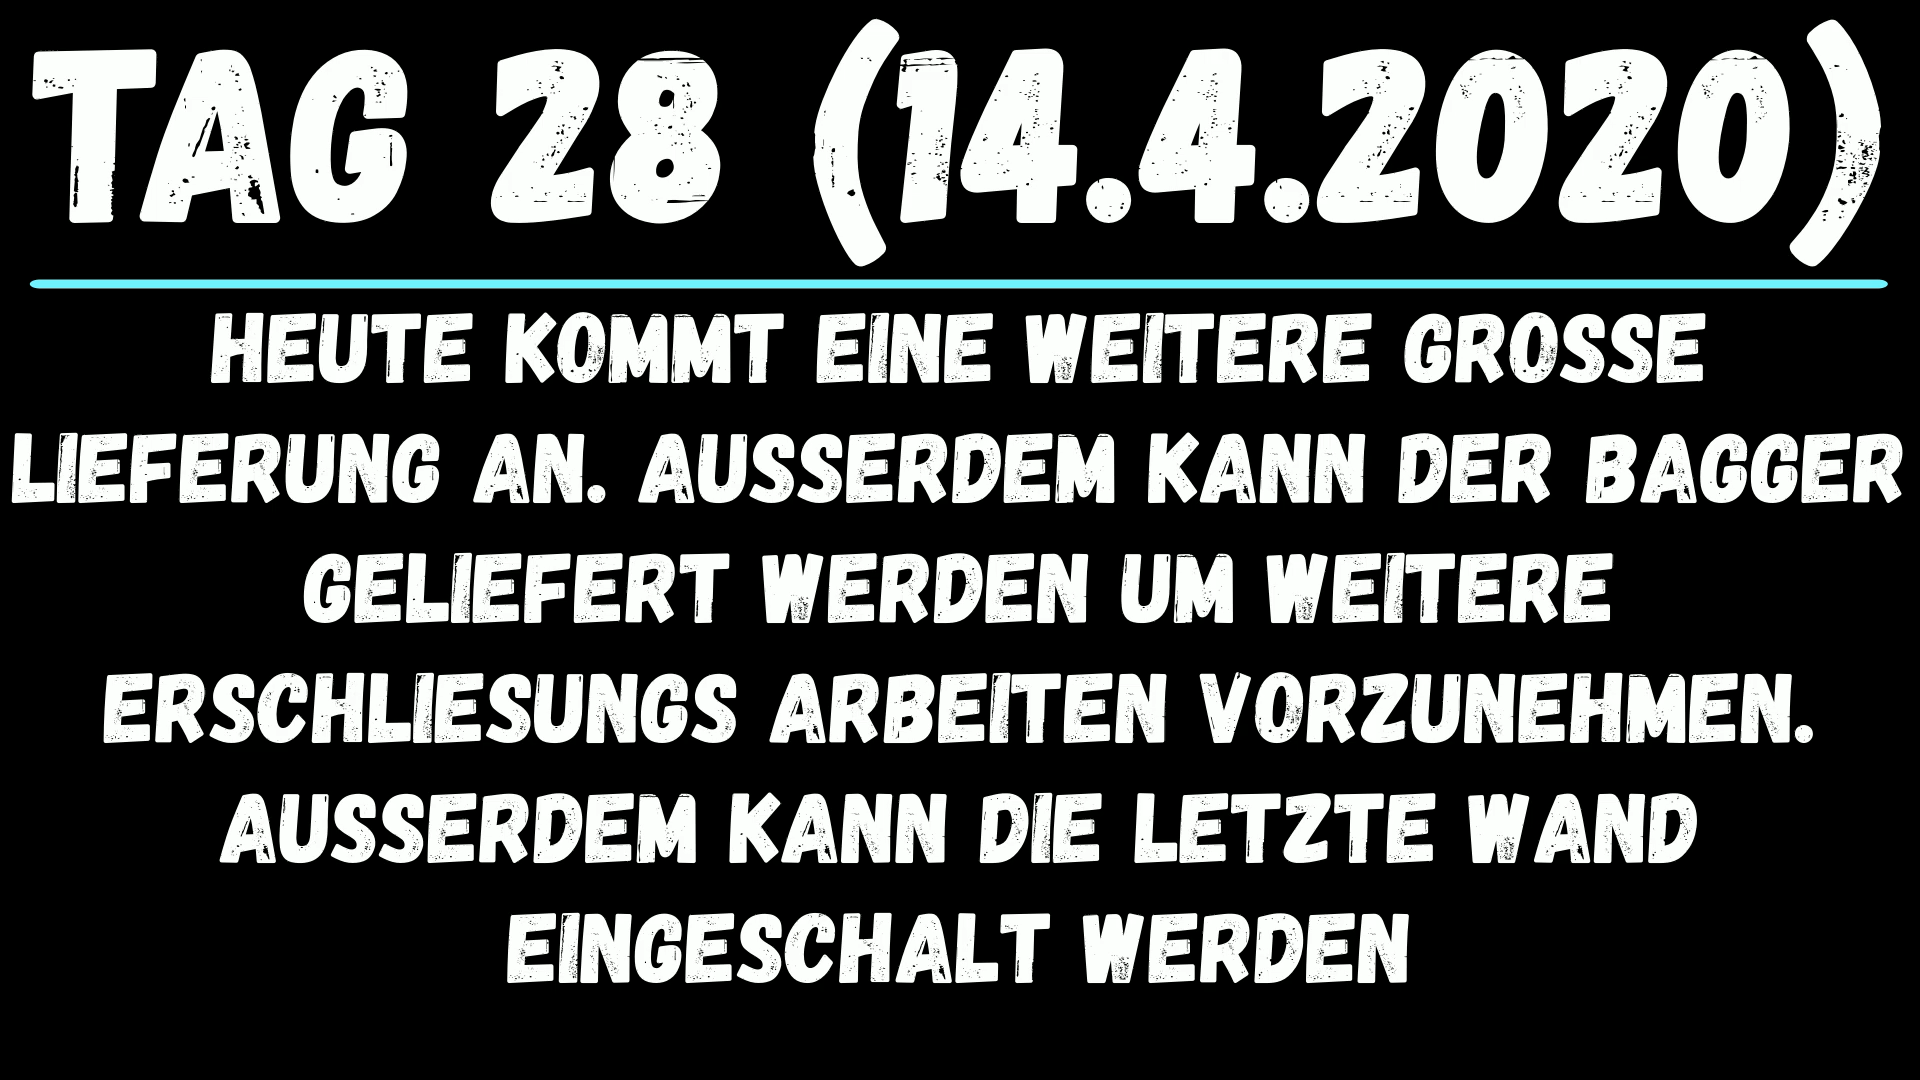 TAG 28 (14.4.2020)
HEUTE KOMMT EINE WEITERE GROSSE
LIEFERUNG AN. AUSSERDEM KANN DER BAGGER
GELIEFERT WERDEN UM WEITERE
ERSCHLIESUNGS ARBEITEN VORZUNEHMEN.
AUSSERDEM KANN DIE LETZTE WAND
EINGESCHALT WERDEN